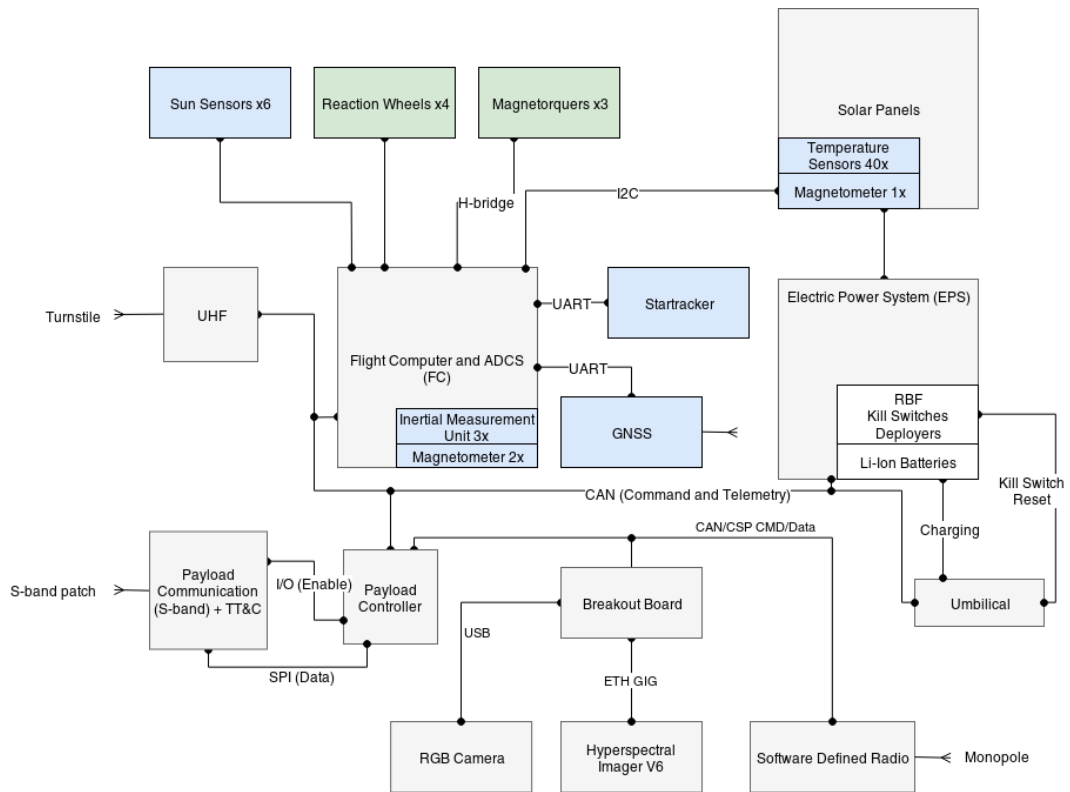 Sun Sensors x6
Reaction Wheels x4
Magnetorquers x3
Solar Panels
Temperature
Sensors 40x
Magnetometer 1x
H-bridge
I2C
Turnstile
UHF
Flight Computer and ADCS
(FC)
Inertial Measurement
Unit 3x
Magnetometer 2x
UART
Startracker
UART
GNSS
Electric Power System (EPS)
RBF
Kill Switches
Deployers
Li-Ion Batteries
Kill Switch
Reset
CAN (Command and Telemetry)
Charging
CAN/CSP CMD/Data
S-band patch
Payload
Communication
(S-band) + TT&C
I/O (Enable)
Payload
Controller
SPI (Data)
Breakout Board
Umbilical
USB
ETH GIG
RGB Camera
Hyperspectral
Imager V6
Software Defined Radio
Monopole